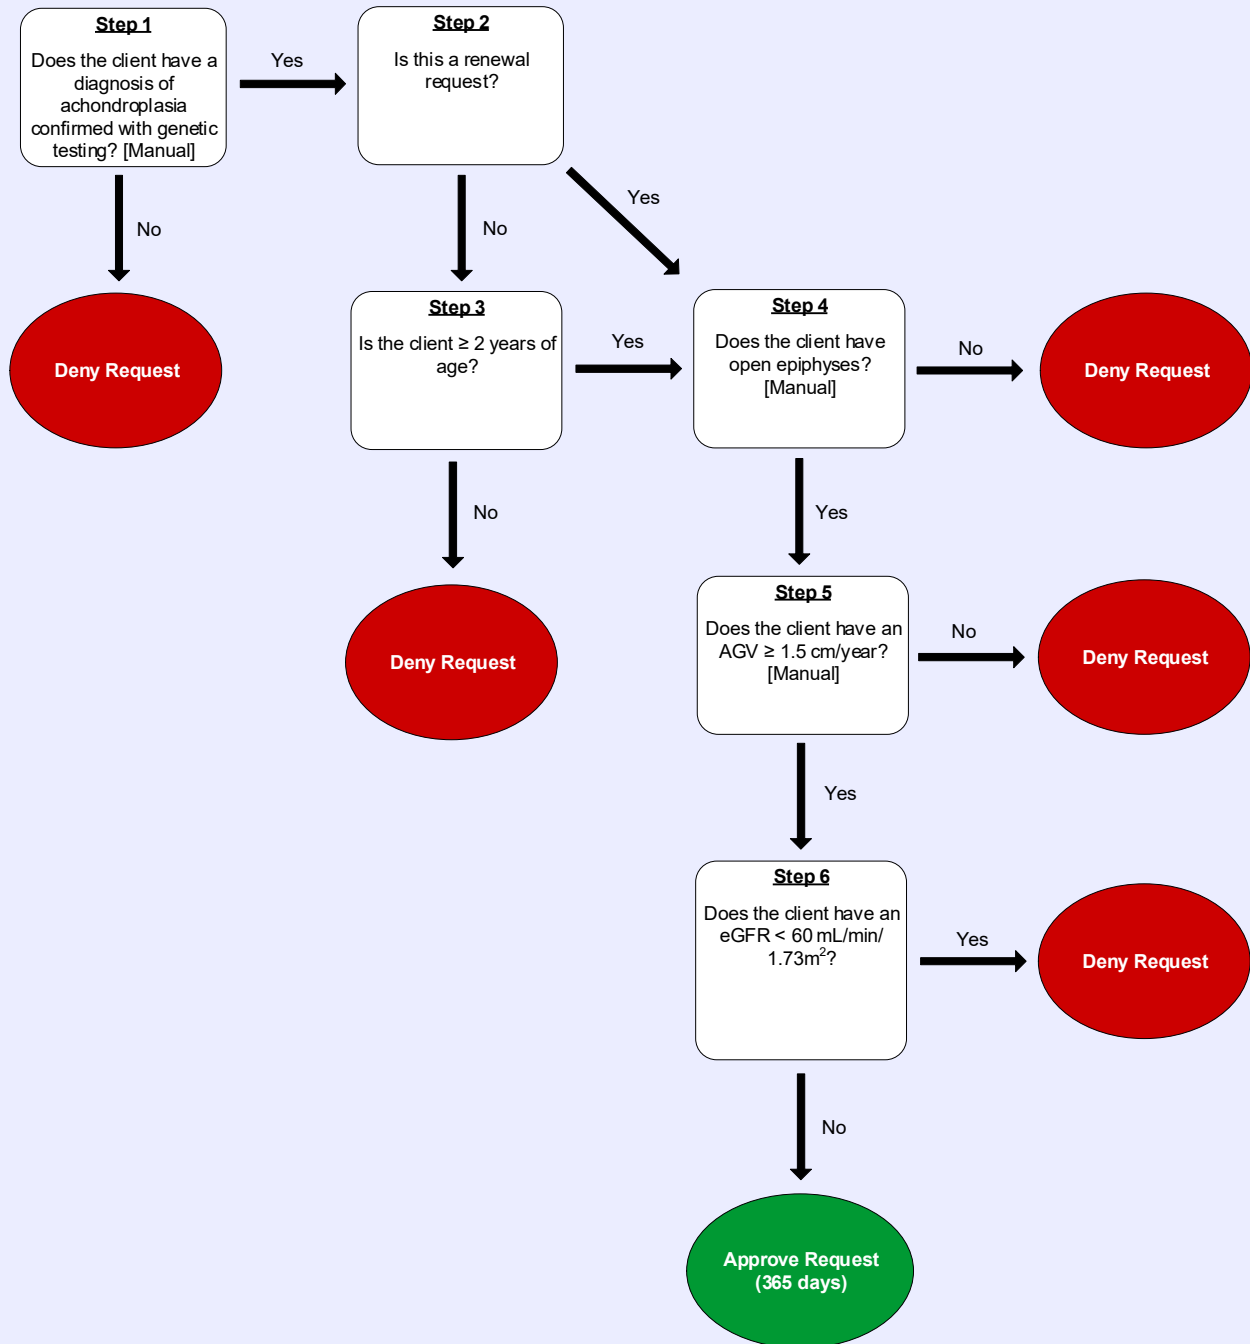 Step 1
Does the client have a
diagnosis of
achondroplasia
confirmed with genetic
testing? [Manual]
Yes
Step 2
Is this a renewal
request?
No
No
Yes
Deny Request
Step 3
Is the client ≥ 2 years of
age?
Yes
Step 4
Does the client have
open epiphyses?
[Manual]
No
Deny Request
No
Deny Request
Yes
Step 5
Does the client have an
AGV ≥ 1.5 cm/year?
[Manual]
No
Deny Request
Yes
Step 6
Does the client have an
eGFR < 60 mL/min/
1.73m²?
Yes
Deny Request
No
Approve Request
(365 days)